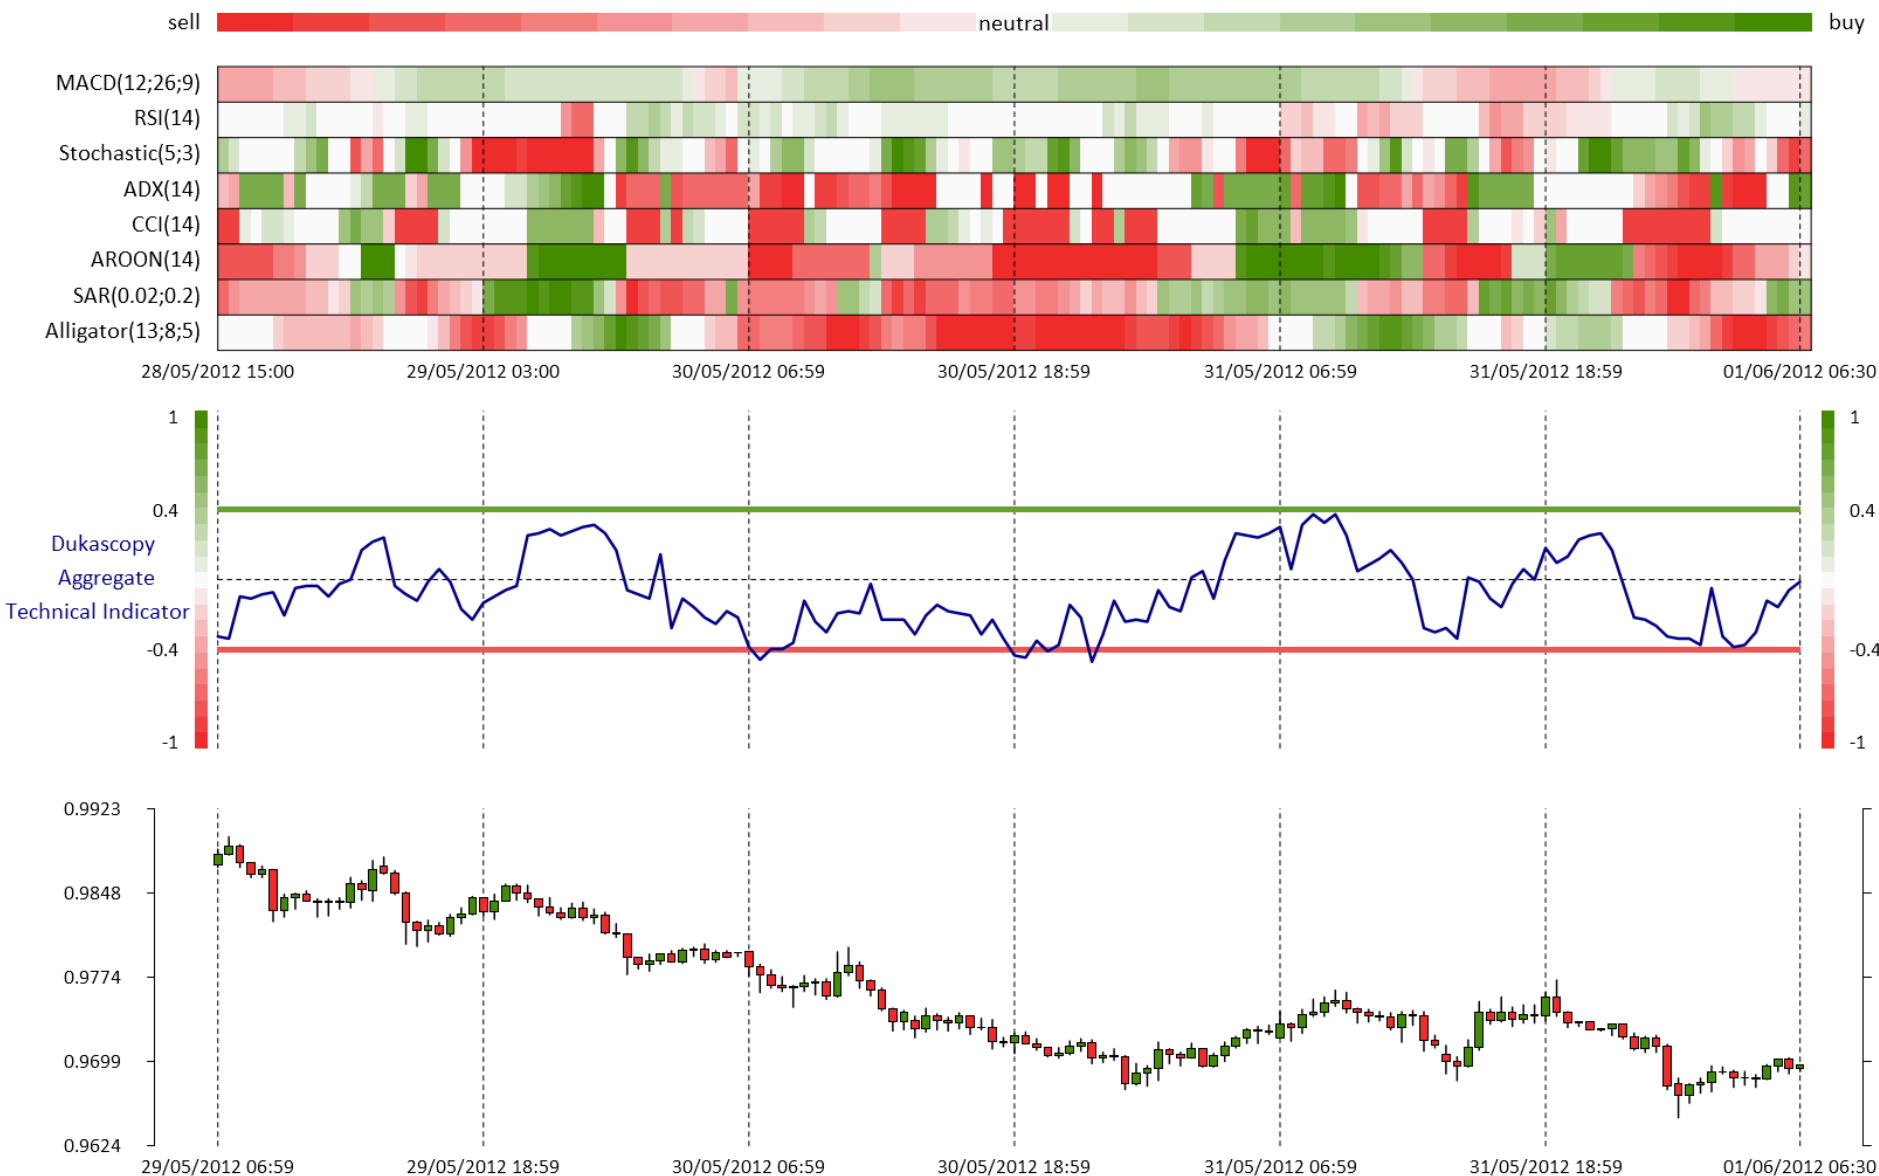 sell neutral buy
MACD(12;26;9)
RSI(14)
Stochastic(5;3)
ADX(14)
CCI(14)
AROON(14)
SAR(0.02;0.2)
Alligator(13;8;5)
28/05/2012 15:00 29/05/2012 03:00 30/05/2012 06:59 30/05/2012 18:59 31/05/2012 06:59 31/05/2012 18:59 01/06/2012 06:30
1 1
0.4 0.4
Dukascopy
Aggregate
Technical Indicator
-0.4 -0.4
-1 -1
0.9923
0.9848
0.9774
0.9699
0.9624
29/05/2012 06:59 29/05/2012 18:59 30/05/2012 06:59 30/05/2012 18:59 31/05/2012 06:59 31/05/2012 18:59 01/06/2012 06:30